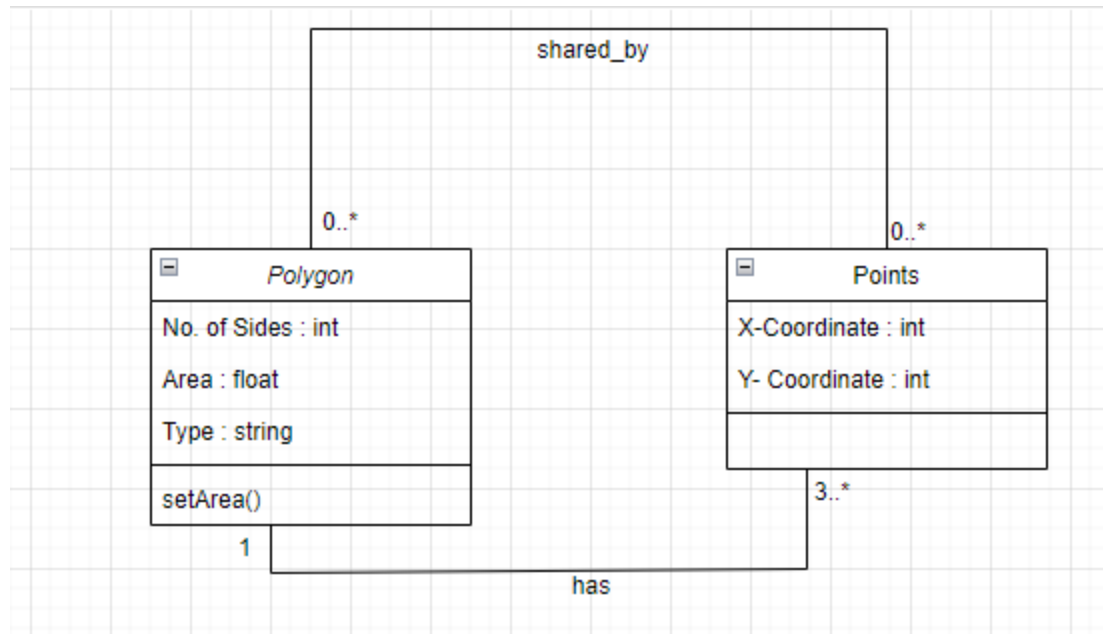 shared_by
0..*
0..*
Polygon
No. of Sides : int
Area : float
Type : string
setArea()
Points
X-Coordinate : int
Y- Coordinate : int
3..*
1
has